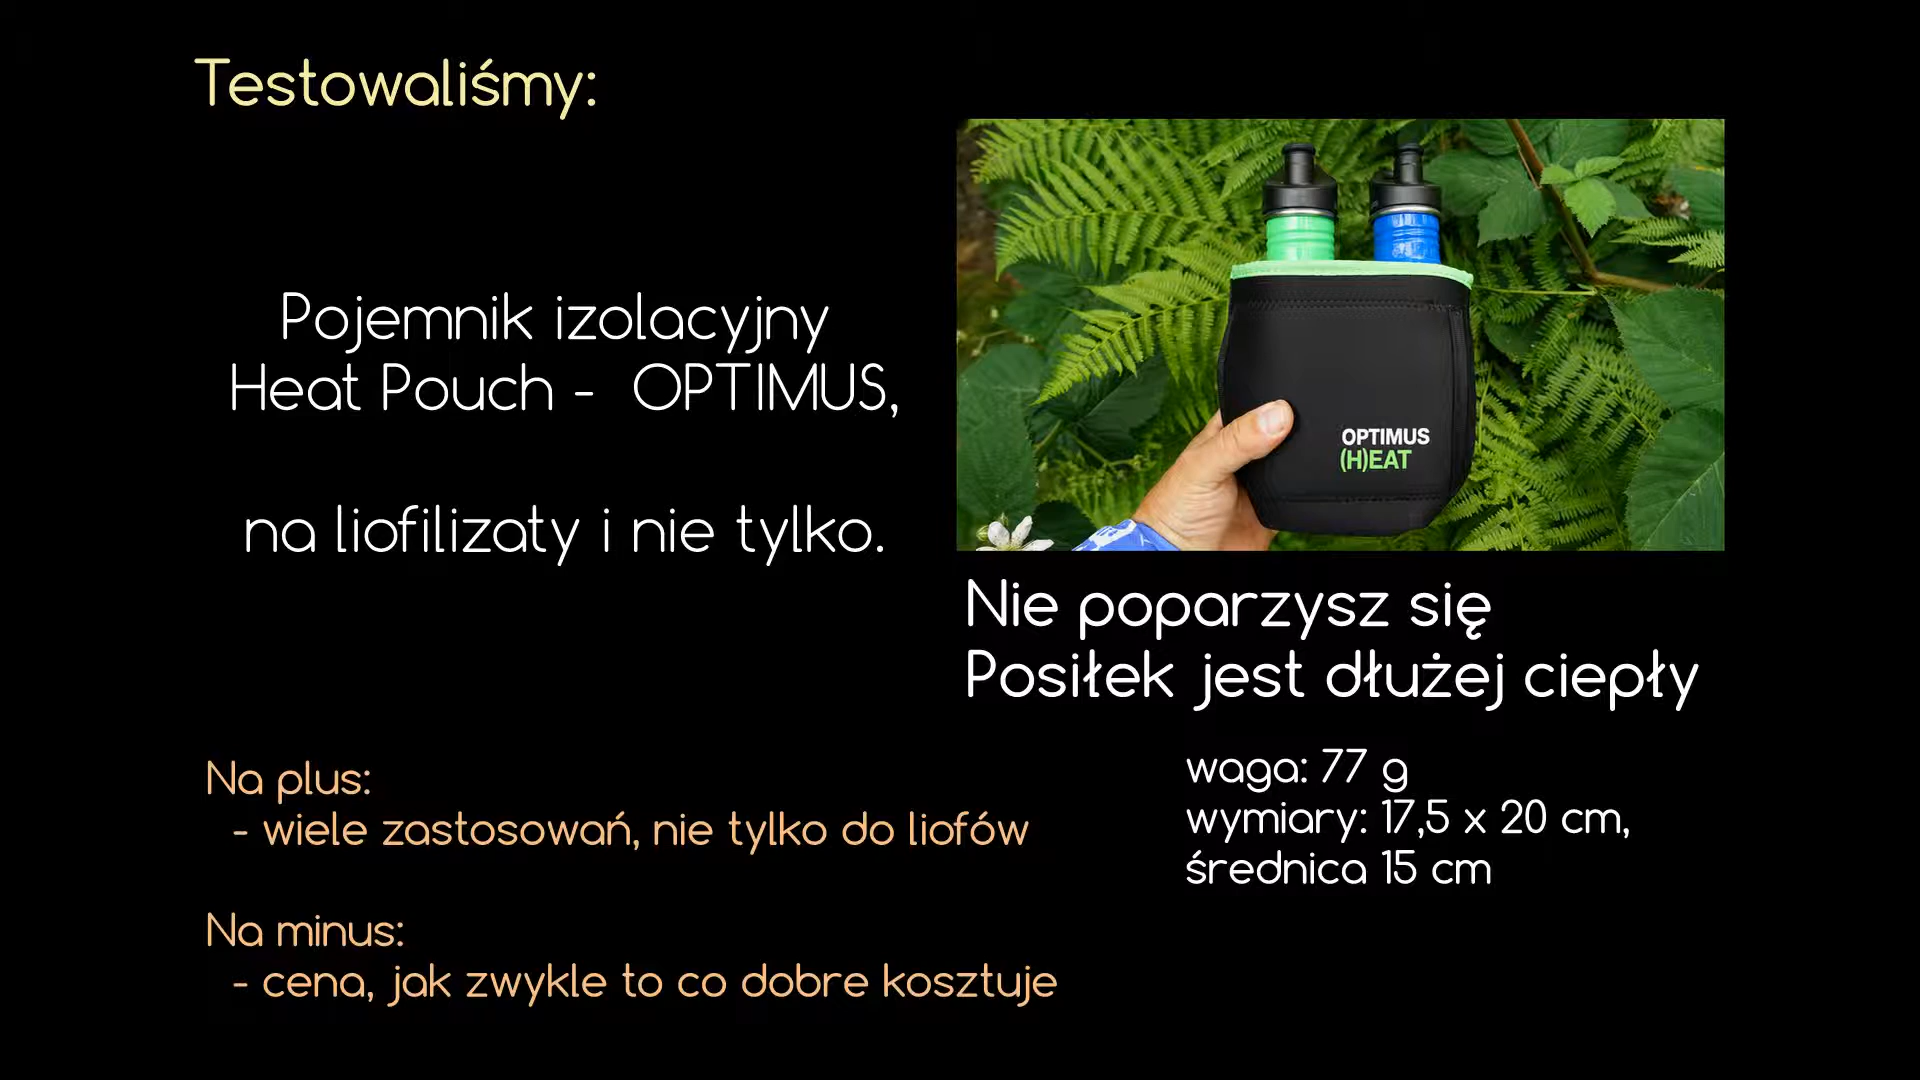 Testowaliśmy:
Pojemnik izolacyjny
Heat Pouch - OPTIMUS,
na liofilizaty i nie tylko.
OPTIMUS
(H)EAT
Nie poparzysz się
Posiłek jest dłużej ciepły
waga: 77 g
wymiary: 17,5 x 20 cm,
średnica 15 cm
Na plus:
- wiele zastosowań, nie tylko do liofów
Na minus:
- cena, jak zwykle to co dobre kosztuje